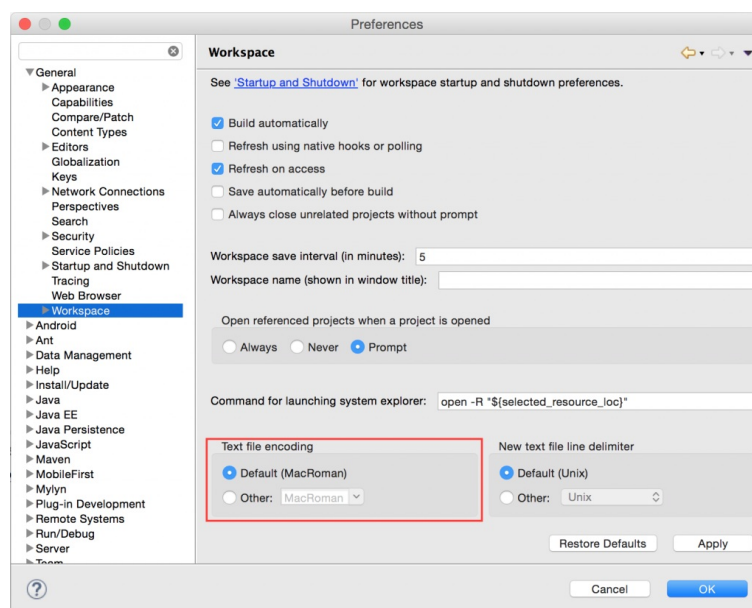 Preferences
General
Appearance
Capabilities
Compare/Patch
Content Types
Editors
Globalization
Keys
Network Connections
Perspectives
Search
Security
Service Policies
Startup and Shutdown
Tracing
Web Browser
Workspace
Android
Ant
Data Management
Help
Install/Update
Java
Java EE
Java Persistence
JavaScript
Maven
MobileFirst
Mylyn
Plug-in Development
Remote Systems
Run/Debug
Server
Team
Workspace
See 'Startup and Shutdown' for workspace startup and shutdown preferences.
Build automatically
Refresh using native hooks or polling
Refresh on access
Save automatically before build
Always close unrelated projects without prompt
Workspace save interval (in minutes): 5
Workspace name (shown in window title):
Open referenced projects when a project is opened
Always Never Prompt
Command for launching system explorer: open -R "${selected_resource_loc}"
Text file encoding
Default (MacRoman)
Other: MacRoman
New text file line delimiter
Default (Unix)
Other: Unix
Restore Defaults Apply
? Cancel OK